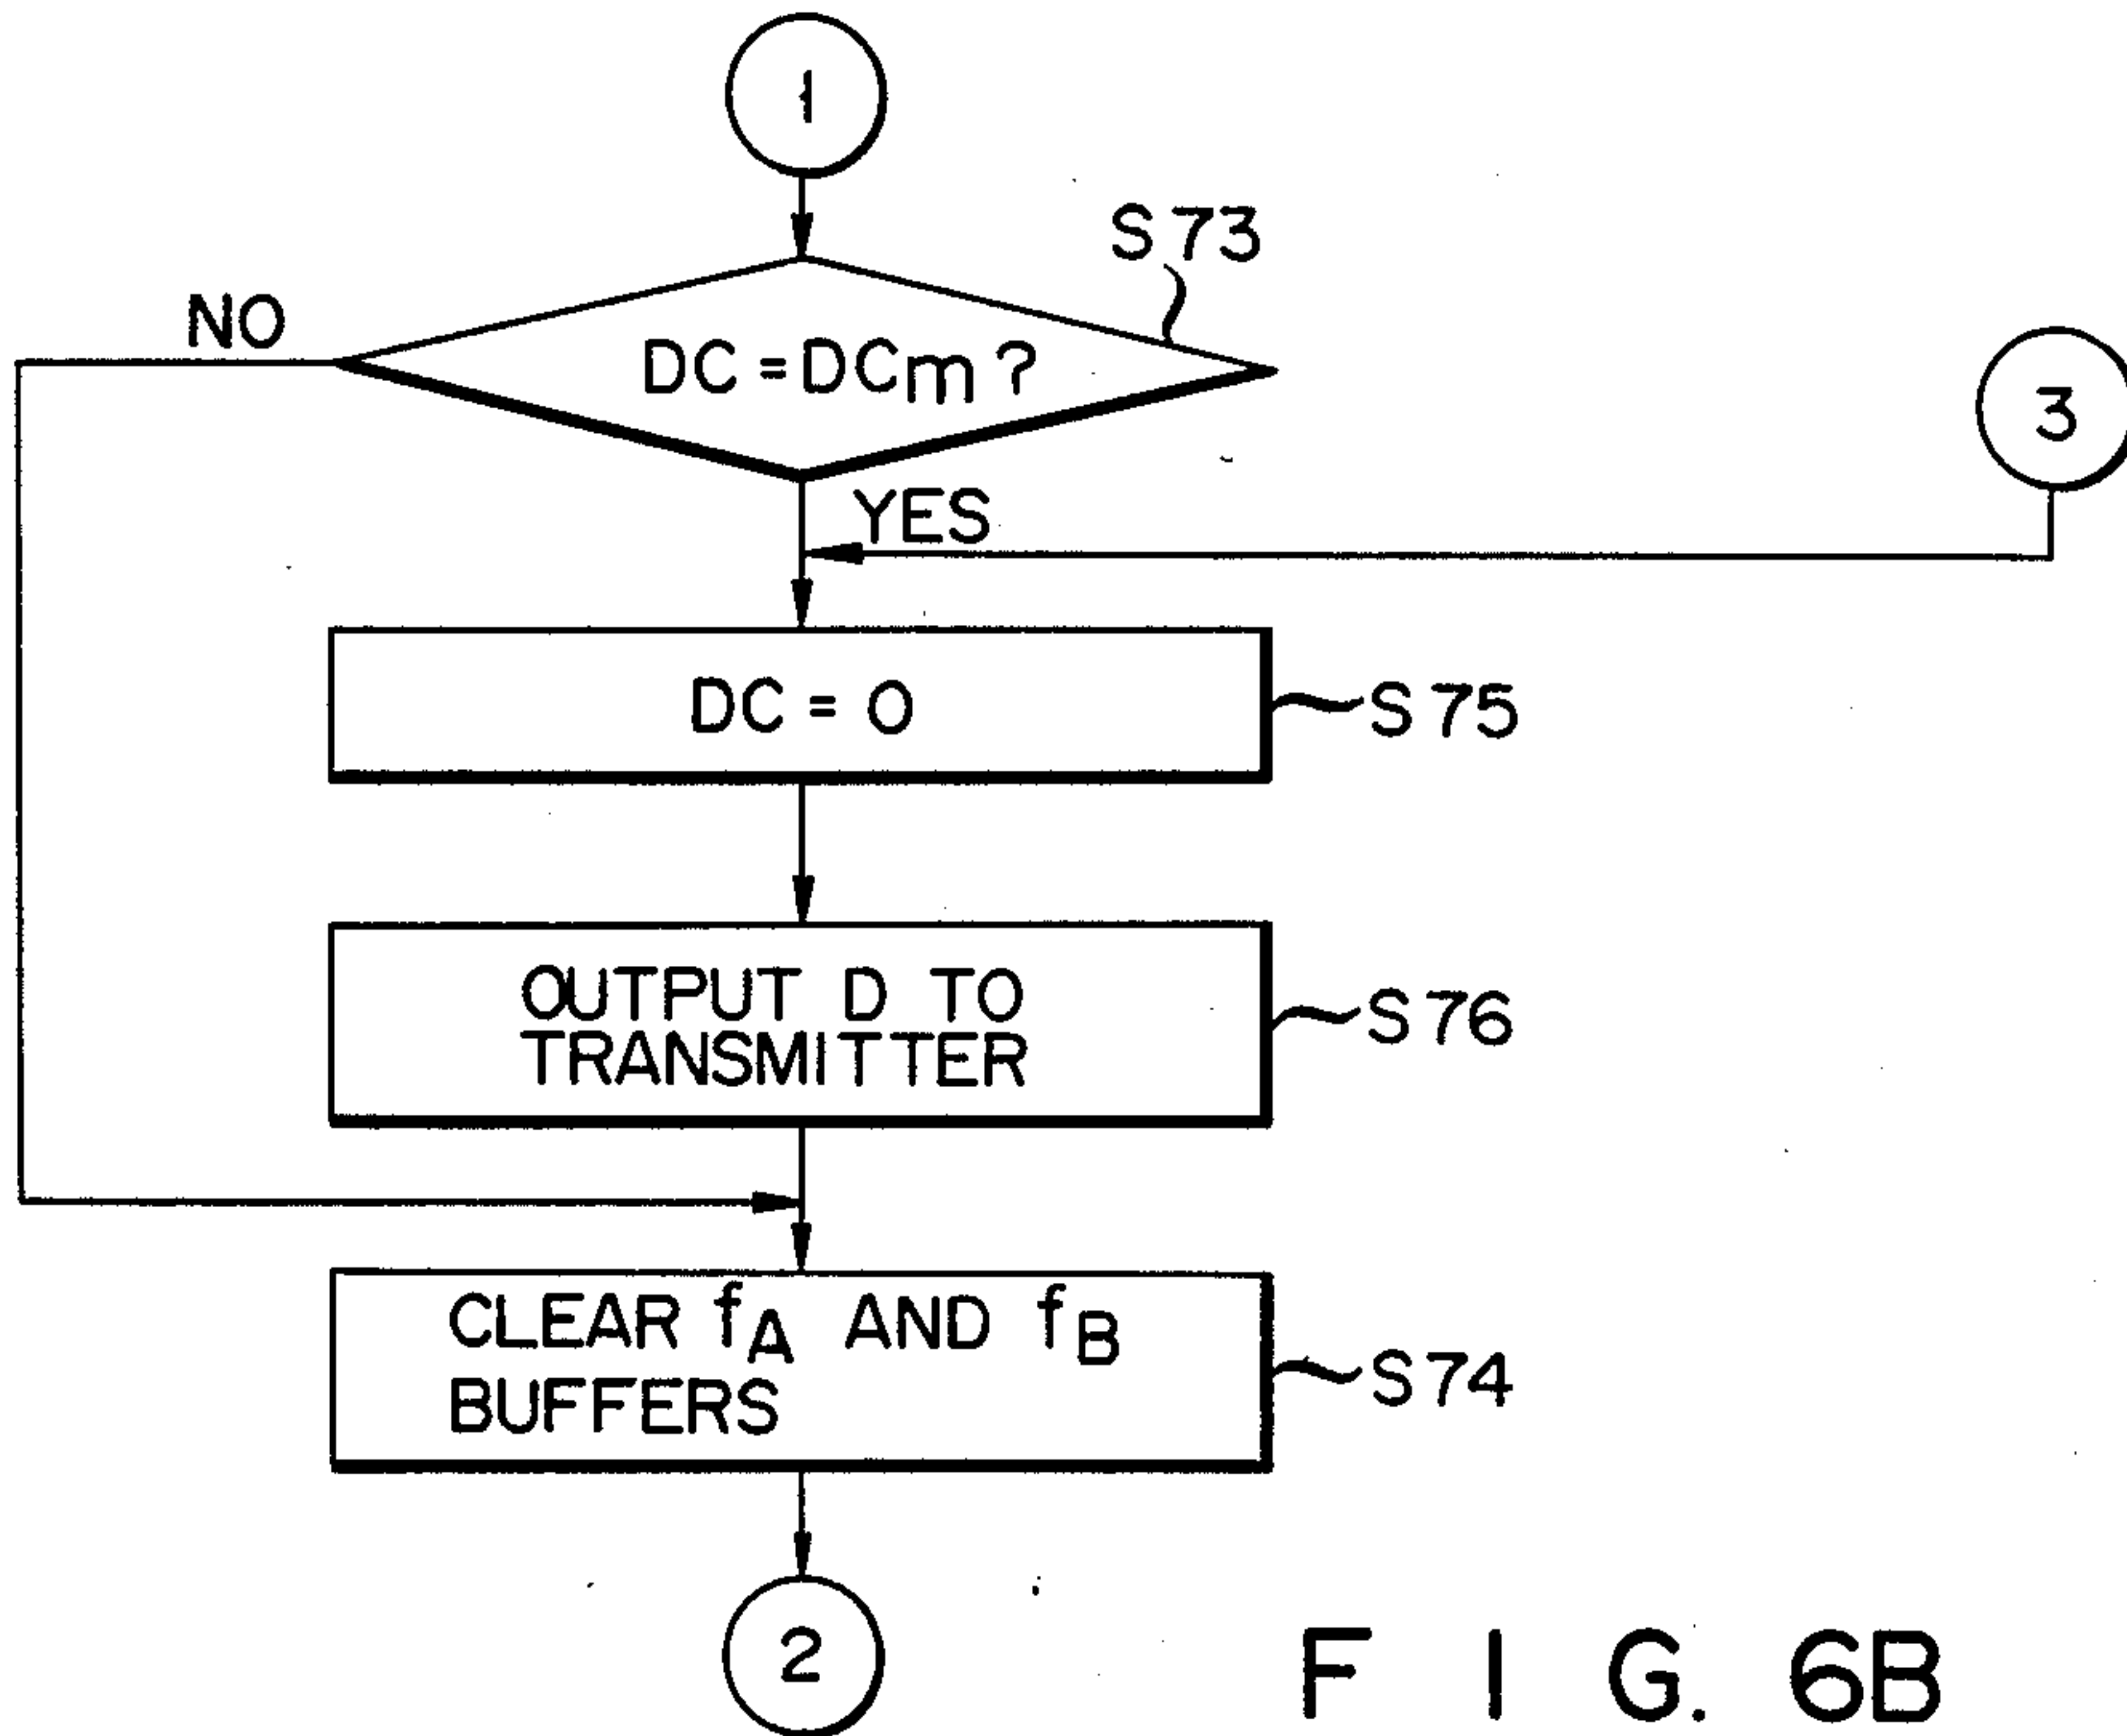 1
S73
NO
DC = DCm ?
3
YES
DC = 0
S75
OUTPUT D TO
TRANSMITTER
S76
CLEAR fA AND fB
BUFFERS
S74
2
FIG. 6B